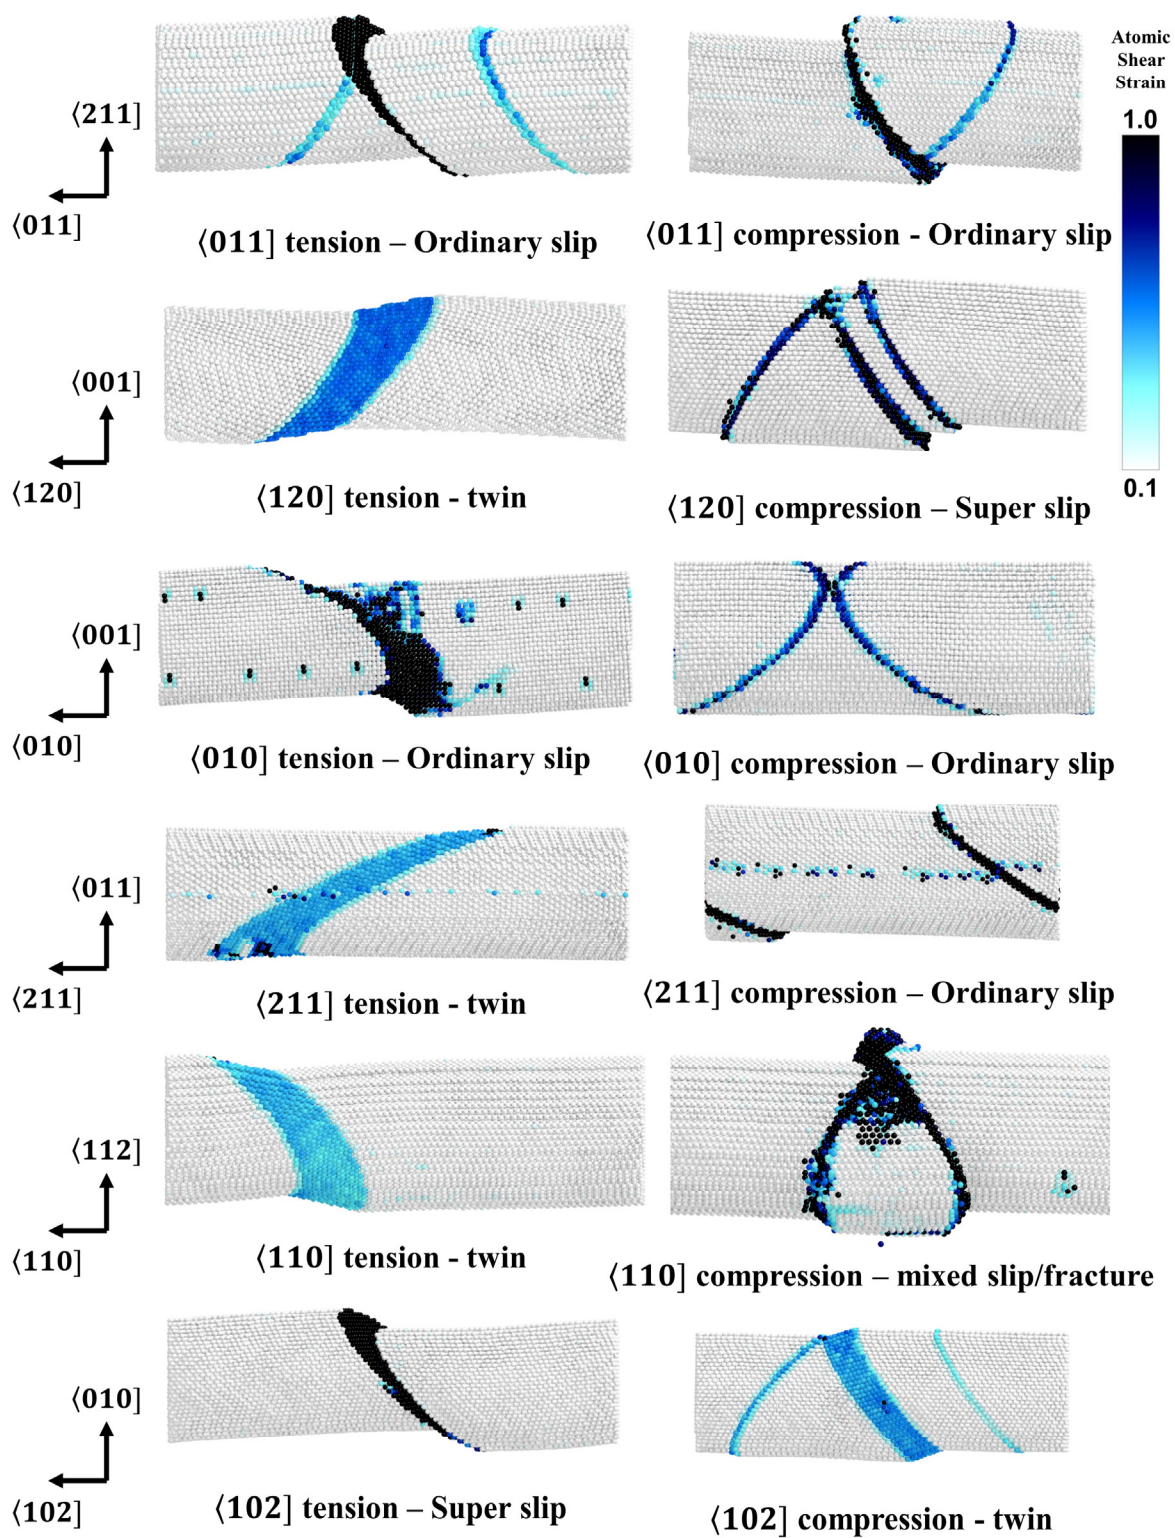 Atomic
Shear
Strain
1.0
0.1
⟨211]
⟨011]
⟨011] tension – Ordinary slip
⟨011] compression - Ordinary slip
⟨001]
⟨120]
⟨120] tension - twin
⟨120] compression – Super slip
⟨001]
⟨010]
⟨010] tension – Ordinary slip
⟨010] compression – Ordinary slip
⟨011]
⟨211]
⟨211] tension - twin
⟨211] compression – Ordinary slip
⟨112]
⟨110]
⟨110] tension - twin
⟨110] compression – mixed slip/fracture
⟨010]
⟨102]
⟨102] tension – Super slip
⟨102] compression - twin